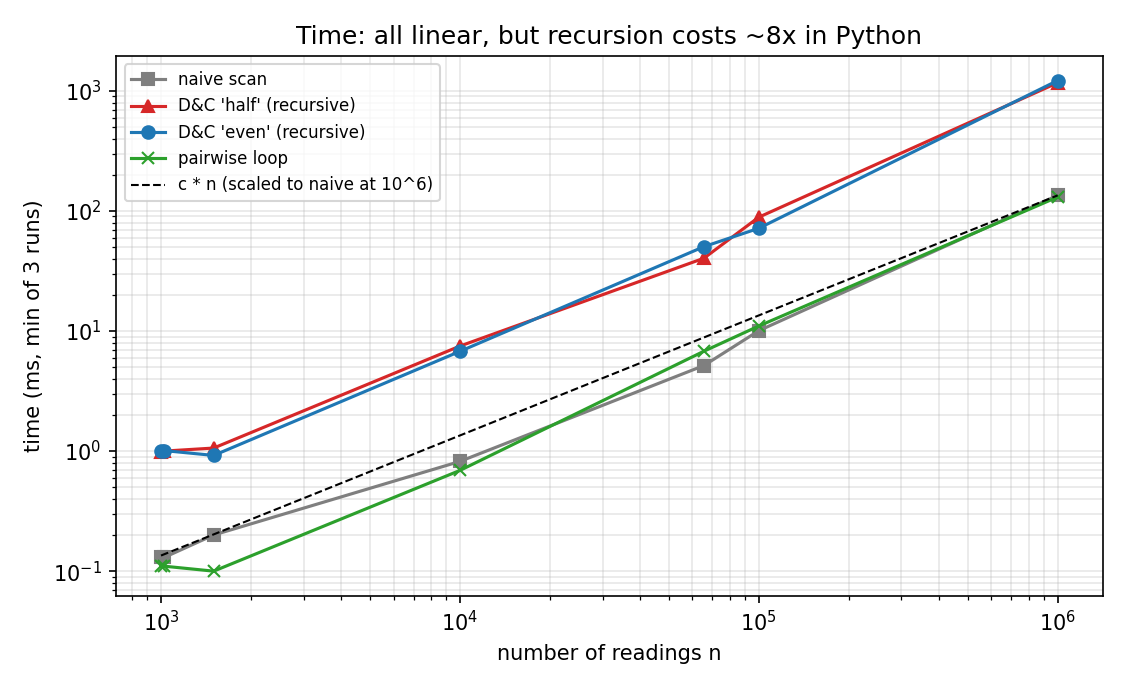 Time: all linear, but recursion costs ~8x in Python
naive scan
D&C 'half' (recursive)
D&C 'even' (recursive)
pairwise loop
c * n (scaled to naive at 10^6)
time (ms, min of 3 runs)
10³
10²
10¹
10⁰
10⁻¹
10³ 10⁴ 10⁵ 10⁶
number of readings n